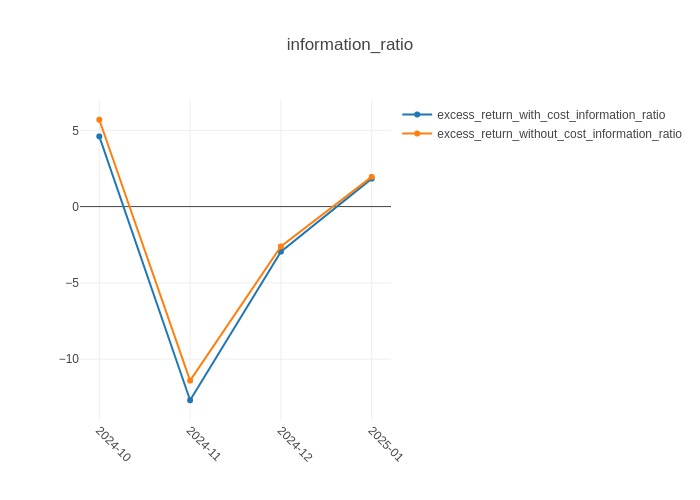 information_ratio
excess_return_with_cost_information_ratio
excess_return_without_cost_information_ratio
5
0
−5
−10
2024-10
2024-11
2024-12
2025-01